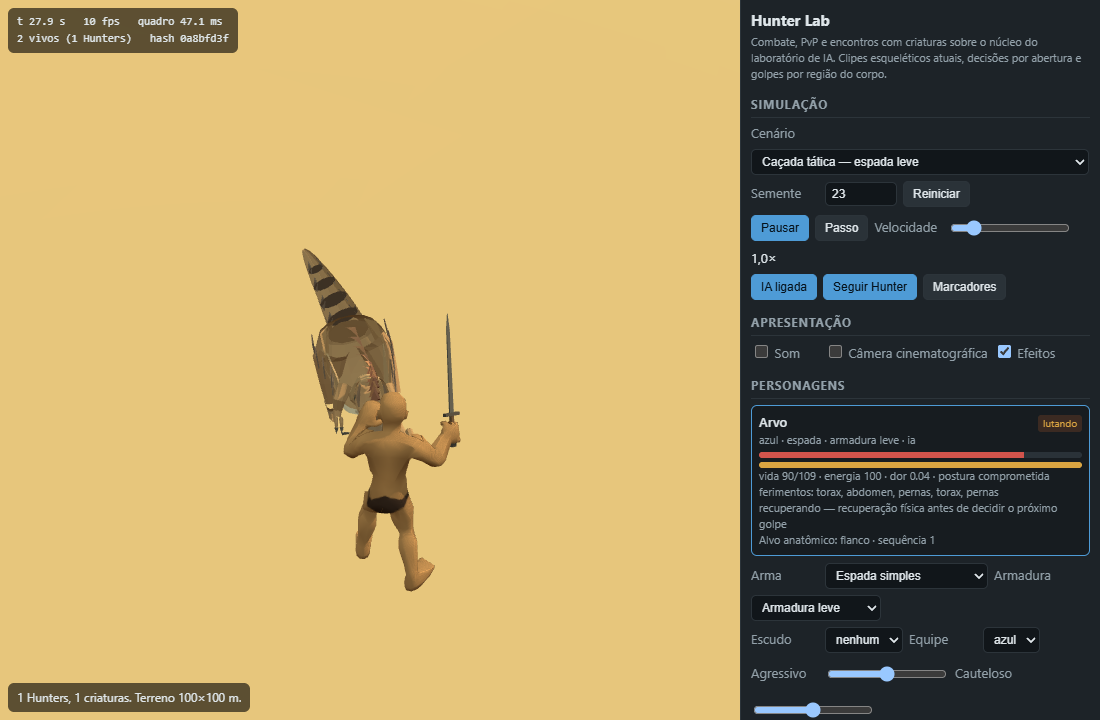 t 27.9 s   10 fps   quadro 47.1 ms
2 vivos (1 Hunters)   hash 0a8bfd3f
1 Hunters, 1 criaturas. Terreno 100×100 m.
Hunter Lab
Combate, PvP e encontros com criaturas sobre o núcleo do
laboratório de IA. Clipes esqueléticos atuais, decisões por abertura e
golpes por região do corpo.
SIMULAÇÃO
Cenário
Caçada tática — espada leve
Semente 23 Reiniciar
Pausar Passo Velocidade
1,0×
IA ligada Seguir Hunter Marcadores
APRESENTAÇÃO
Som Câmera cinematográfica Efeitos
PERSONAGENS
Arvo lutando
azul · espada · armadura leve · ia
vida 90/109 · energia 100 · dor 0.04 · postura comprometida
ferimentos: torax, abdomen, pernas, torax, pernas
recuperando — recuperação física antes de decidir o próximo
golpe
Alvo anatômico: flanco · sequência 1
Arma Espada simples Armadura
Armadura leve
Escudo nenhum Equipe azul
Agressivo Cauteloso